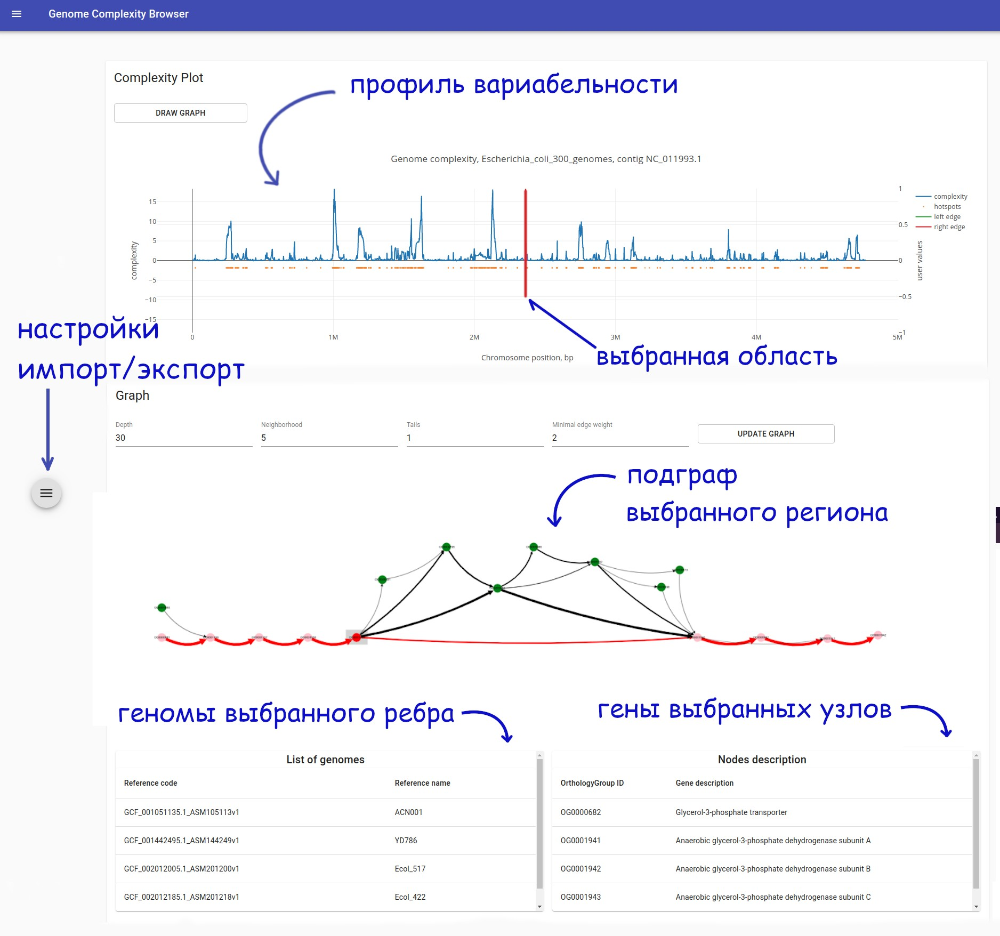 Genome Complexity Browser
Complexity Plot
профиль вариабельности
DRAW GRAPH
Genome complexity, Escherichia_coli_300_genomes, contig NC_011993.1
15
10
5
0
−5
−10
−15
complexity
0
1M
2M
3M
4M
5M
Chromosome position, bp
1
0.5
0
−0.5
−1
user values
complexity
hotspots
left edge
right edge
выбранная область
настройки
импорт/экспорт
Graph
Depth
30
Neighborhood
5
Tails
1
Minimal edge weight
2
UPDATE GRAPH
подграф
выбранного региона
геномы выбранного ребра
гены выбранных узлов
List of genomes
Reference code Reference name
GCF_001051135.1_ASM105113v1 ACN001
GCF_001442495.1_ASM144249v1 YD786
GCF_002012005.1_ASM201200v1 Ecol_517
GCF_002012185.1_ASM201218v1 Ecol_422
Nodes description
OrthologyGroup ID Gene description
OG0000682 Glycerol-3-phosphate transporter
OG0001941 Anaerobic glycerol-3-phosphate dehydrogenase subunit A
OG0001942 Anaerobic glycerol-3-phosphate dehydrogenase subunit B
OG0001943 Anaerobic glycerol-3-phosphate dehydrogenase subunit C